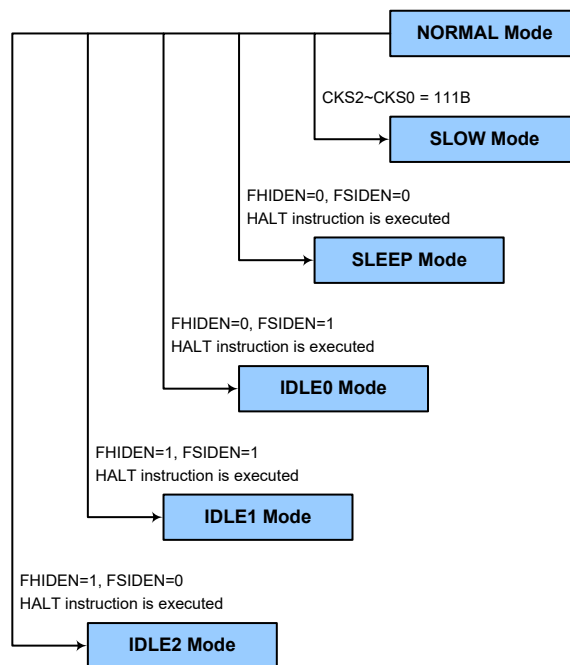 NORMAL Mode
CKS2~CKS0 = 111B
SLOW Mode
FHIDEN=0, FSIDEN=0
HALT instruction is executed
SLEEP Mode
FHIDEN=0, FSIDEN=1
HALT instruction is executed
IDLE0 Mode
FHIDEN=1, FSIDEN=1
HALT instruction is executed
IDLE1 Mode
FHIDEN=1, FSIDEN=0
HALT instruction is executed
IDLE2 Mode